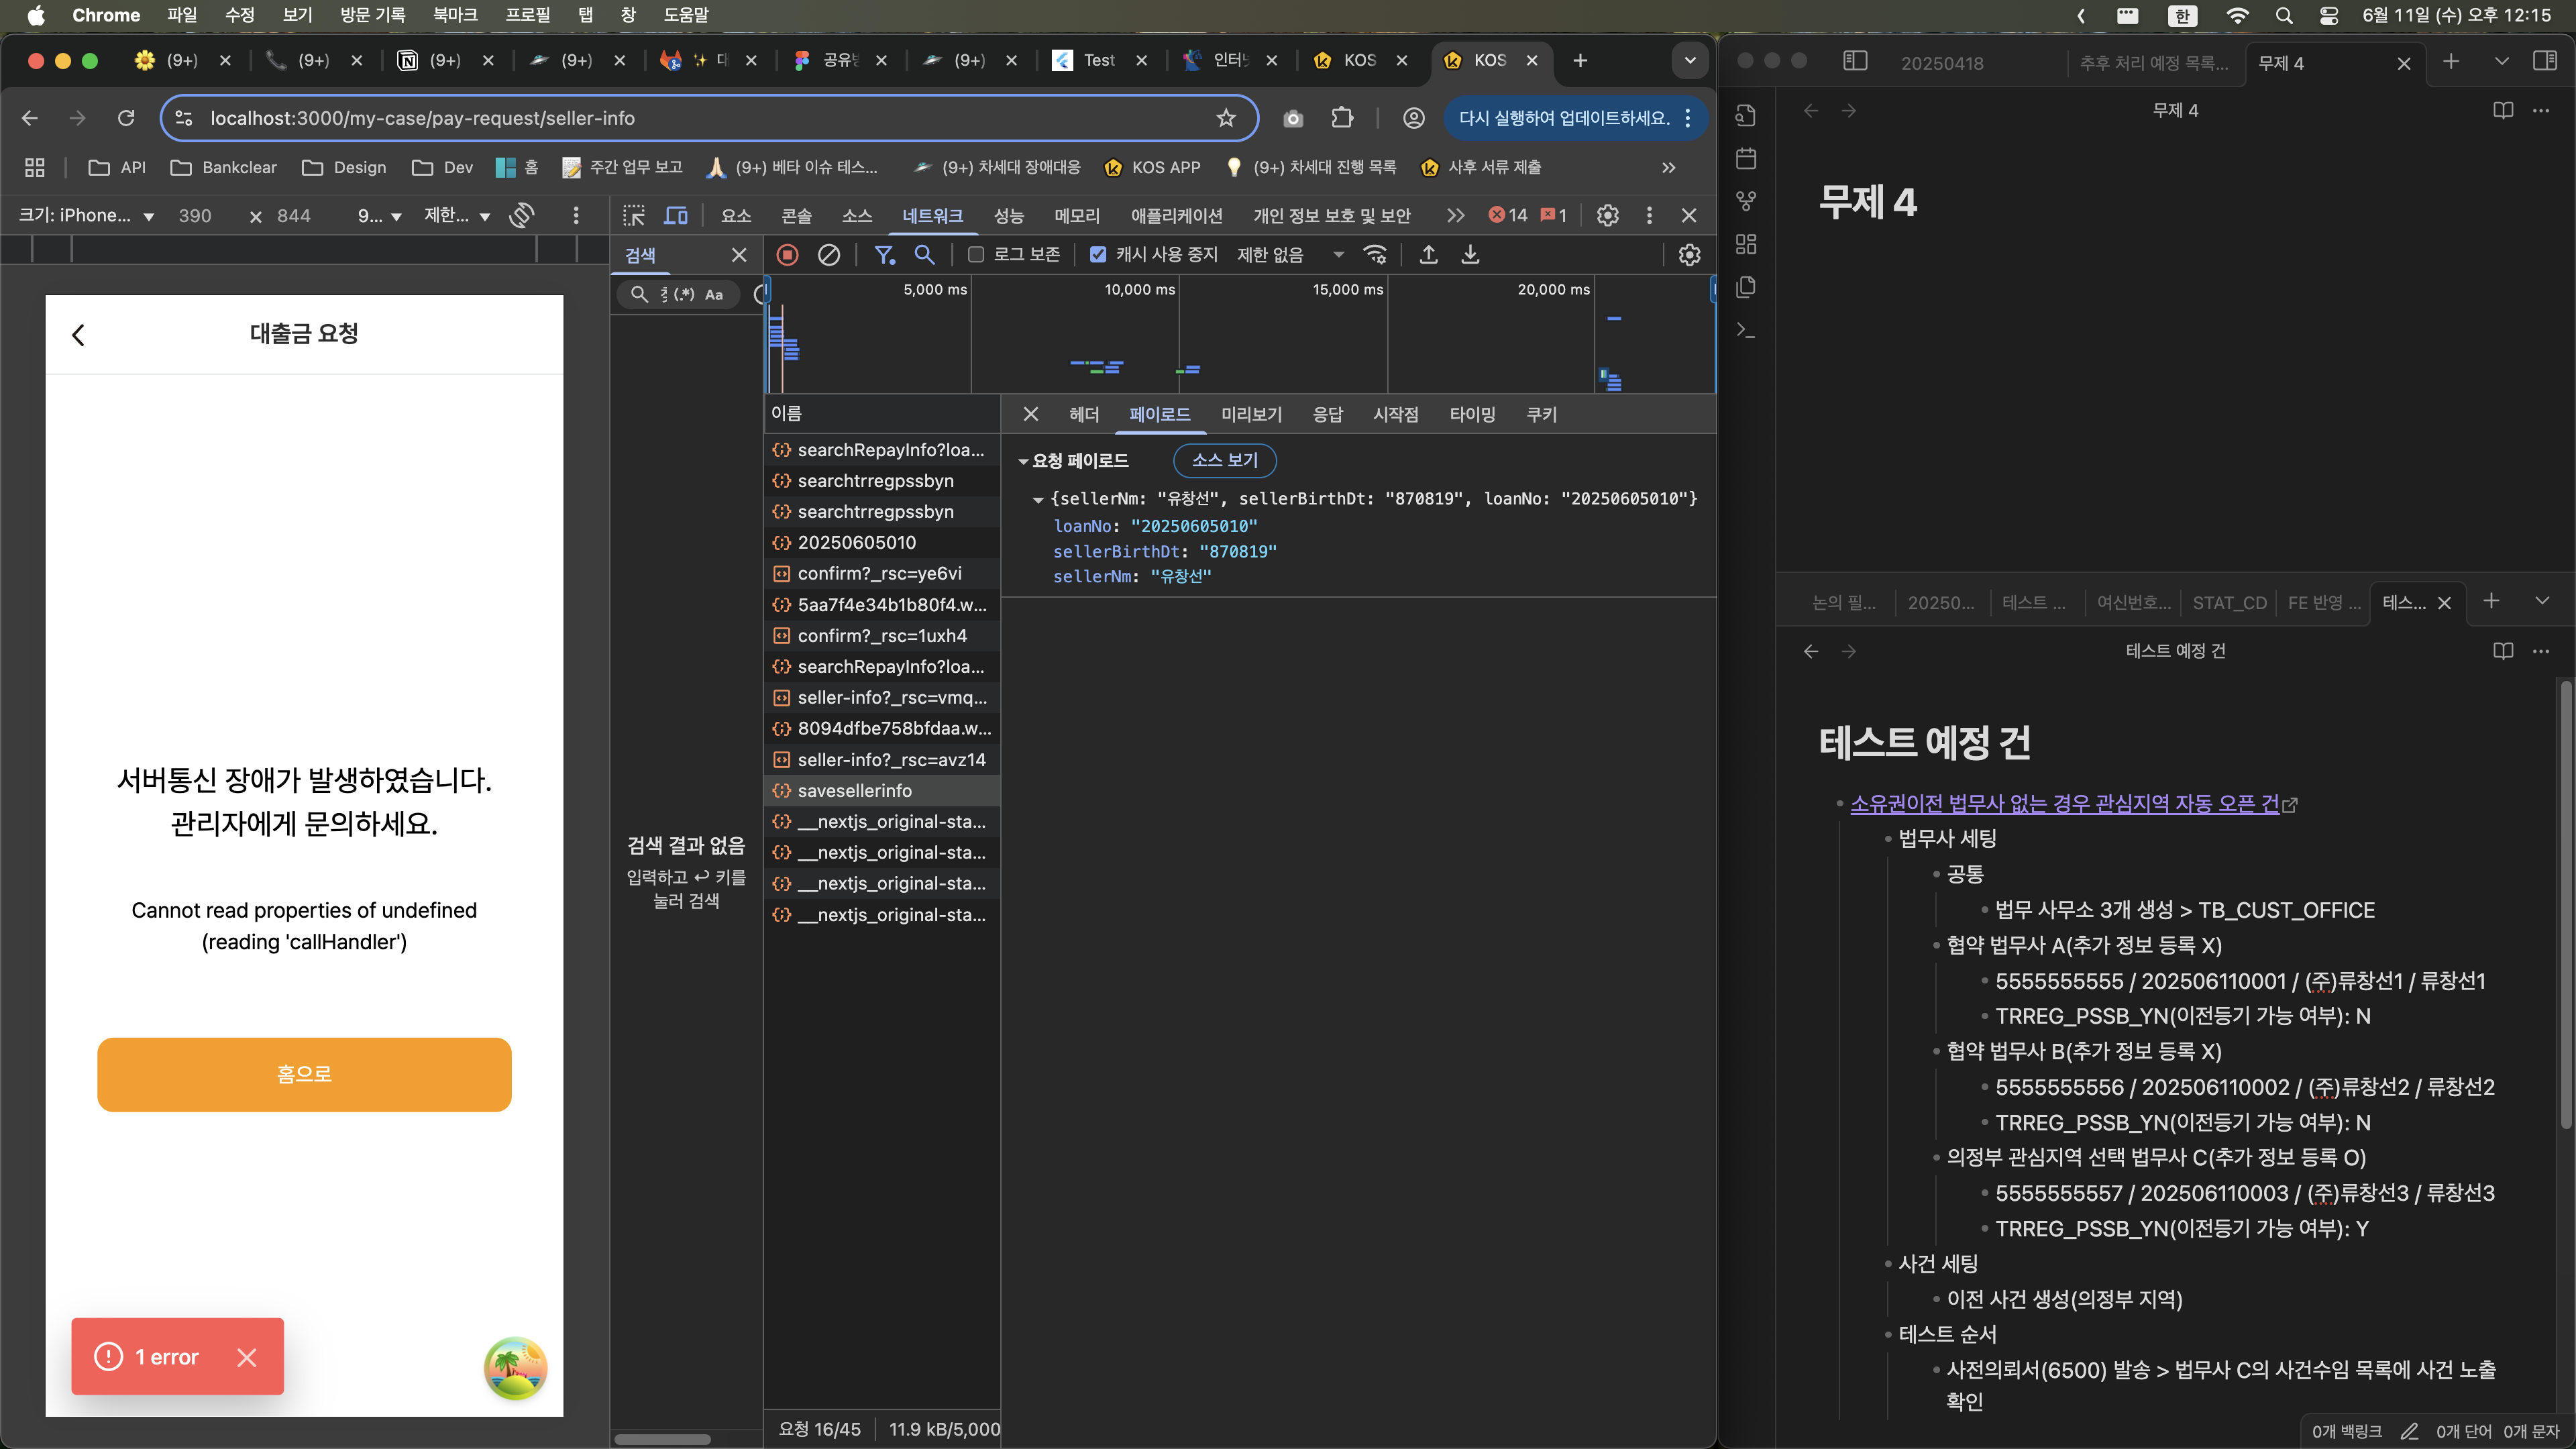 Chrome 파일 수정 보기 방문 기록 북마크 프로필 탭 창 도움말
한 6월 11일 (수) 오후 12:15
(9+) (9+) (9+) (9+) Test KOS KOS
(9+)
localhost:3000/my-case/pay-request/seller-info
다시 실행하여 업데이트하세요.
API Bankclear Design Dev 홈 주간 업무 보고 (9+) 베타 이슈 테스... (9+) 차세대 장애대응 KOS APP (9+) 차세대 진행 목록 사후 서류 제출
크기: iPhone... 390 × 844 9... 제한...
요소 콘솔 소스 네트워크 성능 메모리 애플리케이션 개인 정보 보호 및 보안 14 1
검색
로그 보존 캐시 사용 중지 제한 없음
(.*) Aa
5,000 ms 10,000 ms 15,000 ms 20,000 ms
이름
헤더 페이로드 미리보기 응답 시작점 타이밍 쿠키
searchRepayInfo?loa...
searchtrregpssbyn
searchtrregpssbyn
20250605010
confirm?_rsc=ye6vi
5aa7f4e34b1b80f4.w...
confirm?_rsc=1uxh4
searchRepayInfo?loa...
seller-info?_rsc=vmq...
8094dfbe758bfdaa.w...
seller-info?_rsc=avz14
savesellerinfo
__nextjs_original-sta...
__nextjs_original-sta...
__nextjs_original-sta...
__nextjs_original-sta...
요청 16/45 11.9 kB/5,000
요청 페이로드 소스 보기
{sellerNm: "유창선", sellerBirthDt: "870819", loanNo: "20250605010"}
loanNo: "20250605010"
sellerBirthDt: "870819"
sellerNm: "유창선"
검색 결과 없음
입력하고 ↩ 키를
눌러 검색
대출금 요청
서버통신 장애가 발생하였습니다.
관리자에게 문의하세요.
Cannot read properties of undefined
(reading 'callHandler')
홈으로
1 error
20250418 추후 처리 예정 목록... 무제 4
무제 4
무제 4
논의 필... 20250... 테스트 ... 여신번호... STAT_CD FE 반영 ... 테스...
테스트 예정 건
테스트 예정 건
소유권이전 법무사 없는 경우 관심지역 자동 오픈 건
법무사 세팅
공통
법무 사무소 3개 생성 > TB_CUST_OFFICE
협약 법무사 A(추가 정보 등록 X)
5555555555 / 202506110001 / (주)류창선1 / 류창선1
TRREG_PSSB_YN(이전등기 가능 여부): N
협약 법무사 B(추가 정보 등록 X)
5555555556 / 202506110002 / (주)류창선2 / 류창선2
TRREG_PSSB_YN(이전등기 가능 여부): N
의정부 관심지역 선택 법무사 C(추가 정보 등록 O)
5555555557 / 202506110003 / (주)류창선3 / 류창선3
TRREG_PSSB_YN(이전등기 가능 여부): Y
사건 세팅
이전 사건 생성(의정부 지역)
테스트 순서
사전의뢰서(6500) 발송 > 법무사 C의 사건수임 목록에 사건 노출
확인
0개 백링크 0개 단어 0개 문자